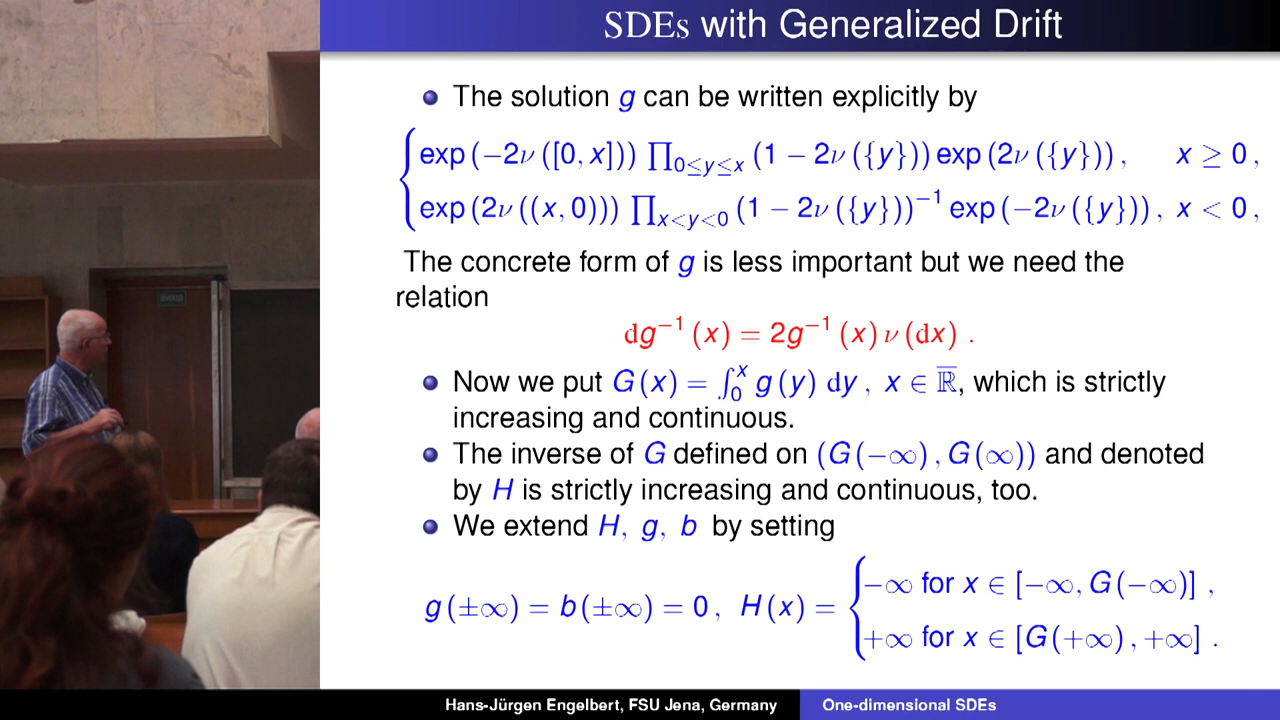 SDEs with Generalized Drift
The solution g can be written explicitly by
exp (−2ν ([0, x])) ∏_{0≤y≤x} (1 − 2ν ({y})) exp (2ν ({y})) , x ≥ 0 ,
exp (2ν ((x, 0))) ∏_{x<y<0} (1 − 2ν ({y}))^{−1} exp (−2ν ({y})) , x < 0 ,
The concrete form of g is less important but we need the
relation
dg^{−1} (x) = 2g^{−1} (x) ν (dx) .
Now we put G(x) = ∫_0^x g(y) dy , x ∈ \overline{ℝ}, which is strictly
increasing and continuous.
The inverse of G defined on (G(−∞) , G(∞)) and denoted
by H is strictly increasing and continuous, too.
We extend H, g, b by setting
g(±∞) = b(±∞) = 0 , H(x) =
−∞ for x ∈ [−∞, G(−∞)] ,
+∞ for x ∈ [G(+∞) , +∞] .
Hans-Jürgen Engelbert, FSU Jena, Germany
One-dimensional SDEs